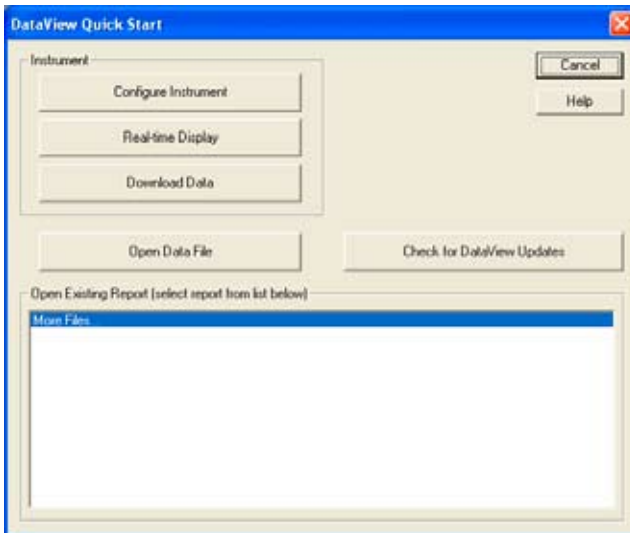 DataView Quick Start
Instrument
Configure Instrument
Real-time Display
Download Data
Cancel
Help
Open Data File
Check for DataView Updates
Open Existing Report (select report from list below)
More Files...